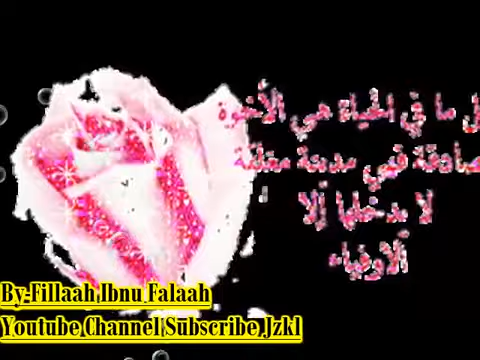 ل ما في الحياة هي الأخوة
صادقة فهي مدينة مغلقة
لا يدخلها إلا
الأوفياء
By:Fillaah Ibnu Falaah
Youtube Channel Subscribe Jzkl